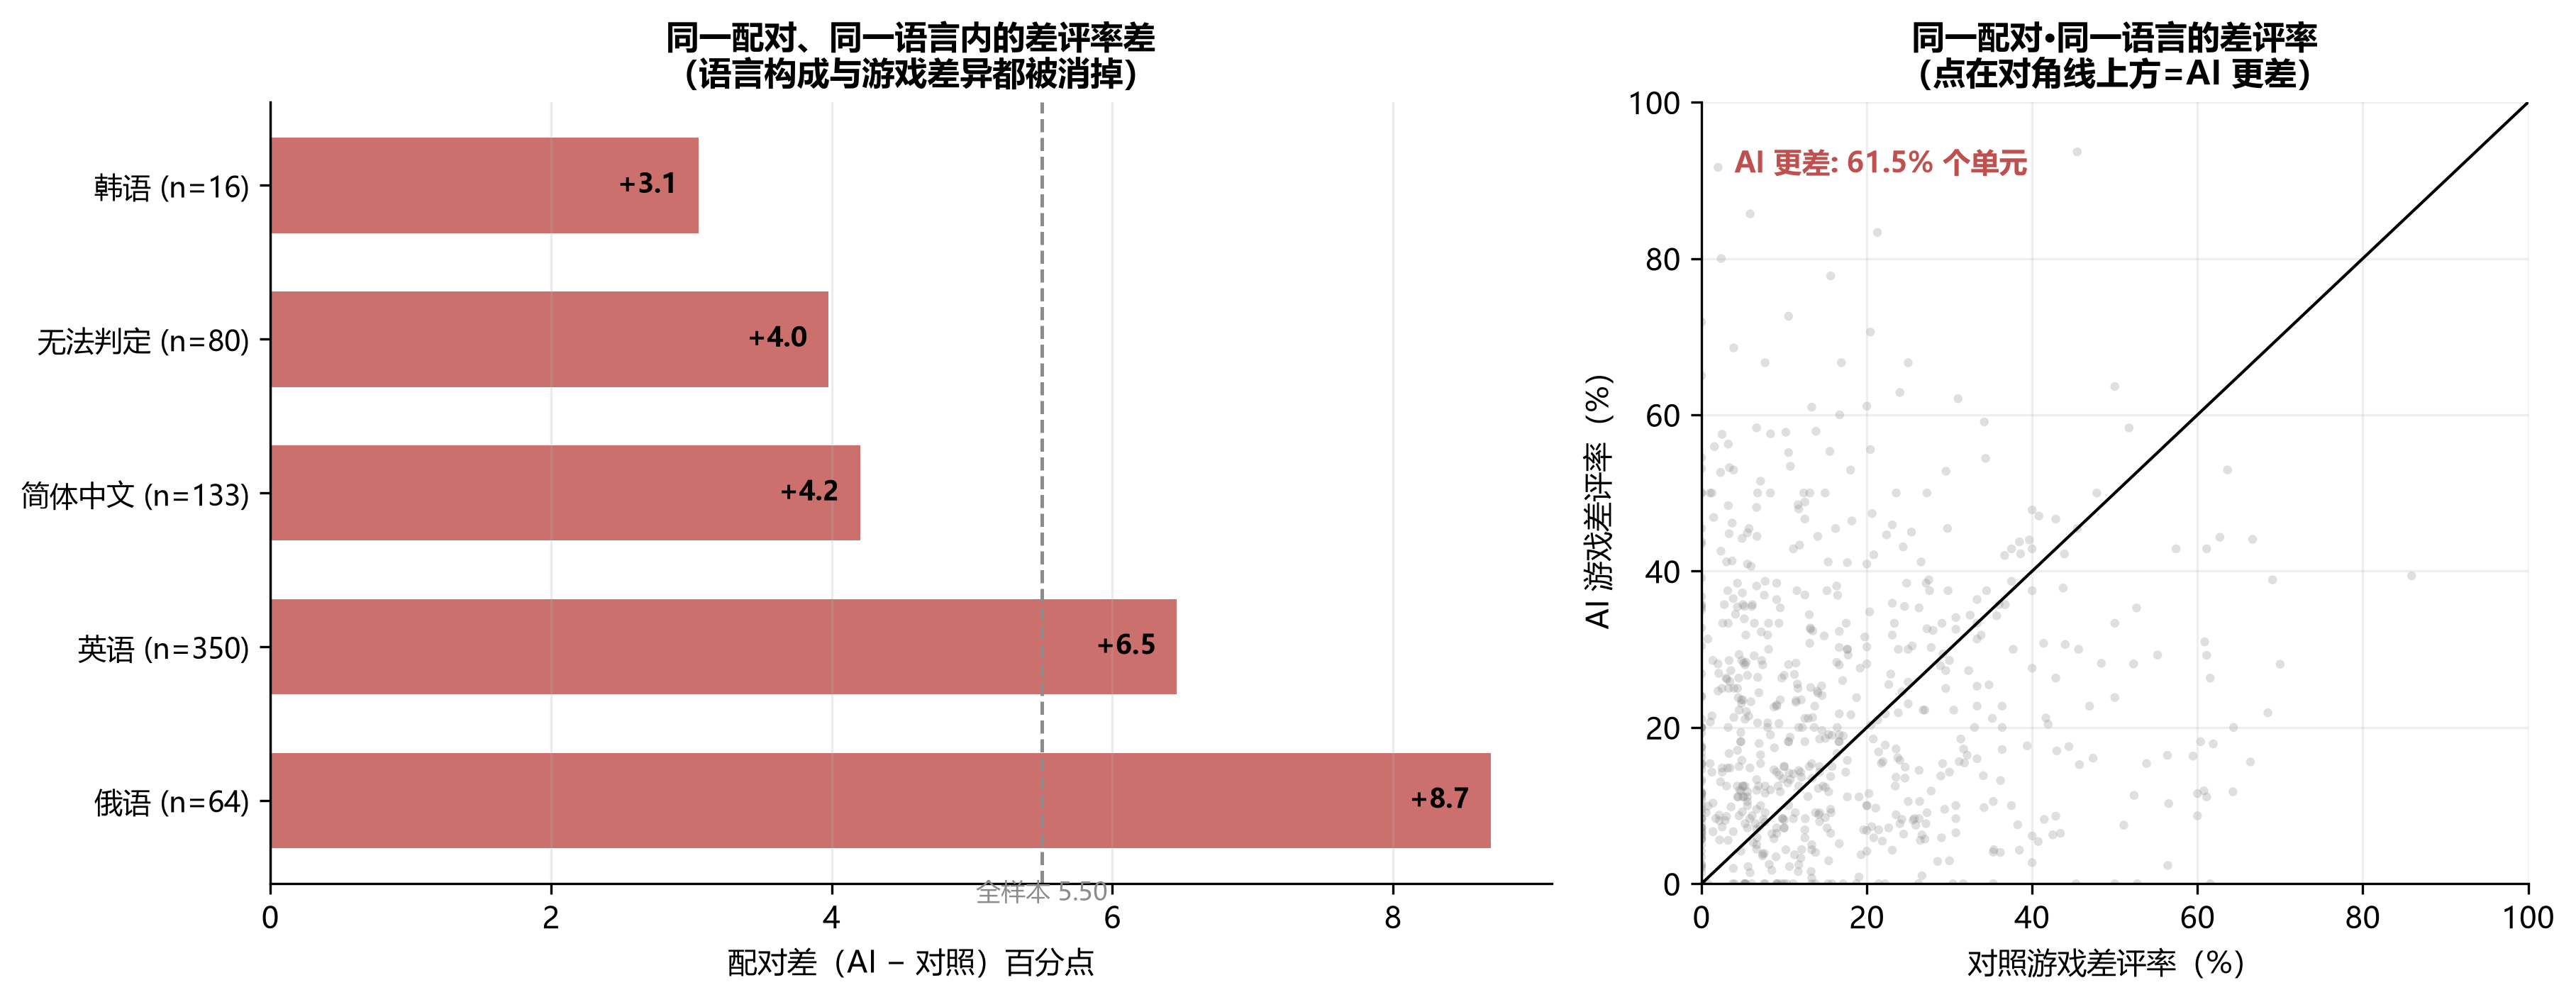 同一配对、同一语言内的差评率差
（语言构成与游戏差异都被消掉）
韩语 (n=16)
+3.1
无法判定 (n=80)
+4.0
简体中文 (n=133)
+4.2
英语 (n=350)
+6.5
俄语 (n=64)
+8.7
全样本 5.50
0 2 4 6 8
配对差（AI − 对照）百分点
同一配对·同一语言的差评率
（点在对角线上方=AI 更差）
AI 更差: 61.5% 个单元
AI 游戏差评率（%）
100
80
60
40
20
0
0 20 40 60 80 100
对照游戏差评率（%）